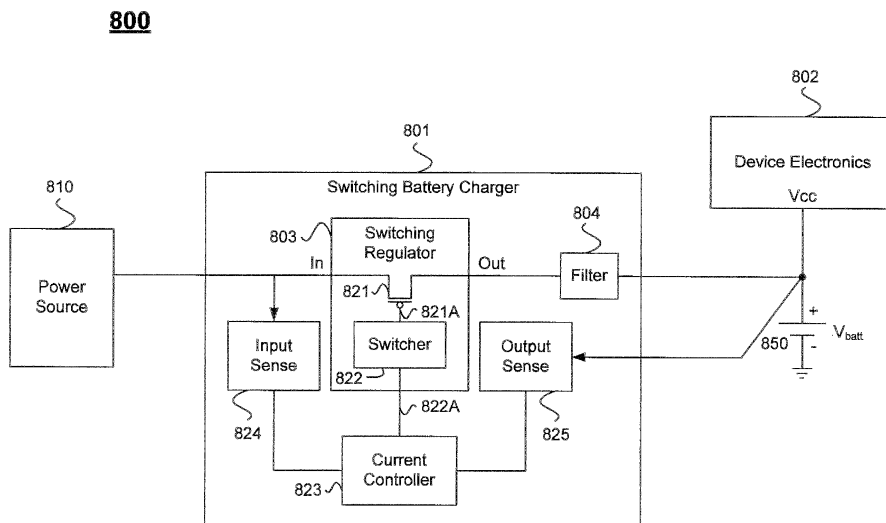 800
802
Device Electronics
Vcc
801
Switching Battery Charger
810
Power
Source
803
Switching
Regulator
804
In
Out
Filter
821
821A
Switcher
822
Input
Sense
Output
Sense
850
+
-
Vbatt
822A
824
825
Current
Controller
823